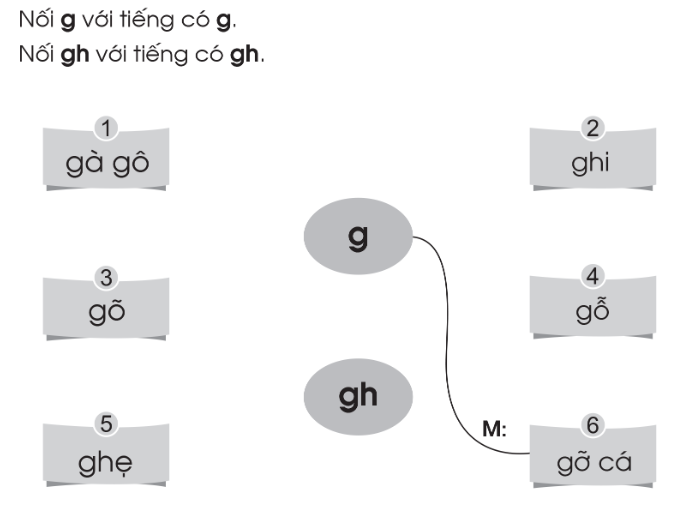 Nối g với tiếng có g.
Nối gh với tiếng có gh.
1
gà gô
2
ghi
g
3
gõ
4
gỗ
gh
5
ghẹ
M:
6
gỡ cá